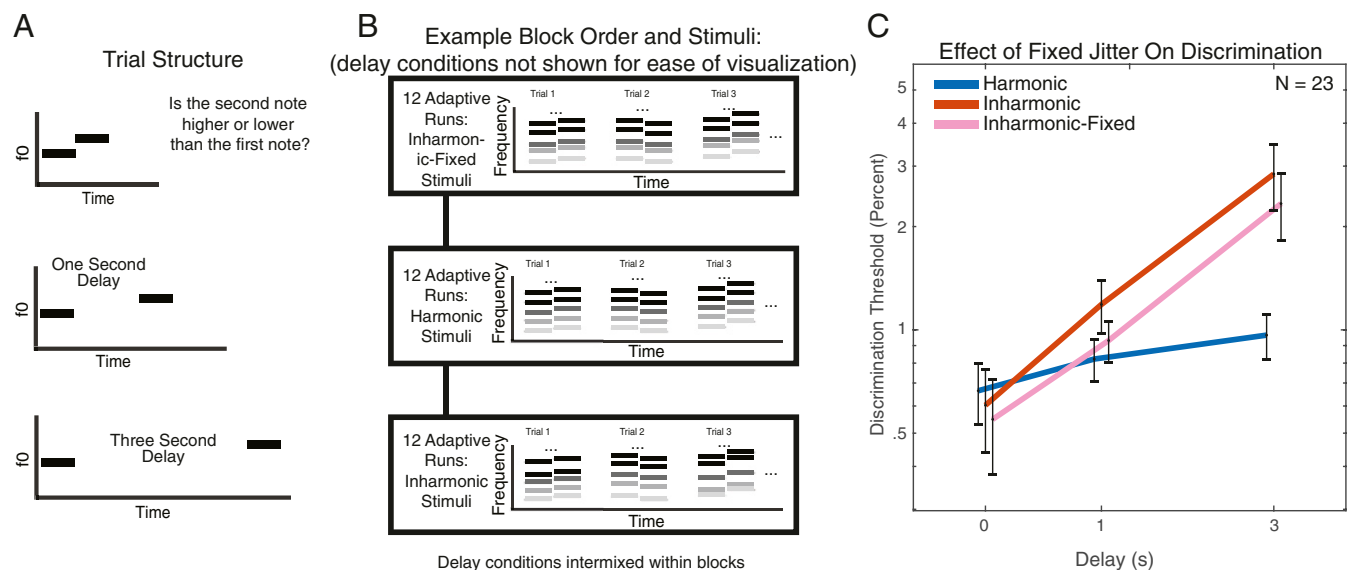 A
Trial Structure
Is the second note
higher or lower
than the first note?
f0
Time
One Second
Delay
f0
Time
Three Second
Delay
f0
Time
B
Example Block Order and Stimuli:
(delay conditions not shown for ease of visualization)
12 Adaptive
Runs:
Inharmon-
ic-Fixed
Stimuli
Frequency
Trial 1
Trial 2
Trial 3
...
...
...
...
Time
12 Adaptive
Runs:
Harmonic
Stimuli
Frequency
Trial 1
Trial 2
Trial 3
...
...
...
...
Time
12 Adaptive
Runs:
Inharmonic
Stimuli
Frequency
Trial 1
Trial 2
Trial 3
...
...
...
...
Time
Delay conditions intermixed within blocks
C
Effect of Fixed Jitter On Discrimination
Harmonic
Inharmonic
Inharmonic-Fixed
N = 23
Discrimination Threshold (Percent)
5
4
3
2
1
.5
0
1
3
Delay (s)